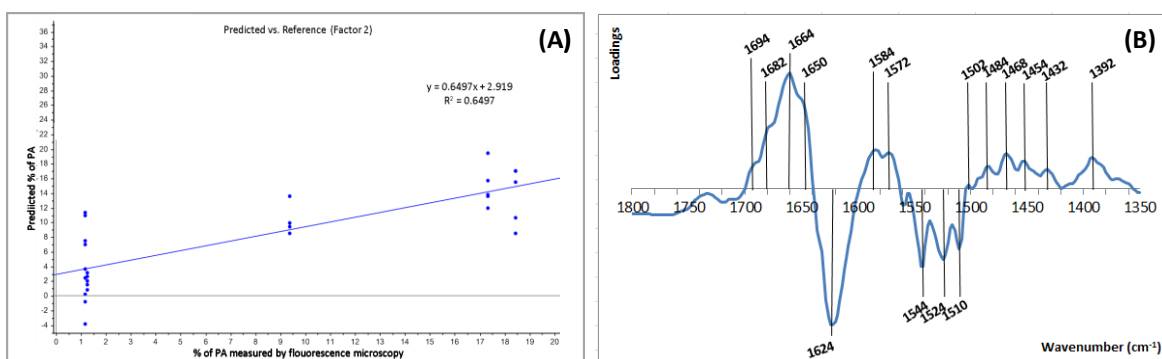 Predicted vs. Reference (Factor 2)
(A)
y = 0.6497x + 2.919
R² = 0.6497
Predicted % of PA
36
34
32
30
28
26
24
22
20
18
16
14
12
10
8
6
4
2
0
-2
-4
0 1 2 3 4 5 6 7 8 9 10 11 12 13 14 15 16 17 18 19 20
% of PA measured by flouorescence microscopy
(B)
Loadings
1694 1682 1664 1650 1584 1572 1502 1484 1468 1454 1432 1392
1800 1750 1700 1650 1600 1550 1500 1450 1400 1350
1624 1544 1524 1510
Wavenumber (cm⁻¹)